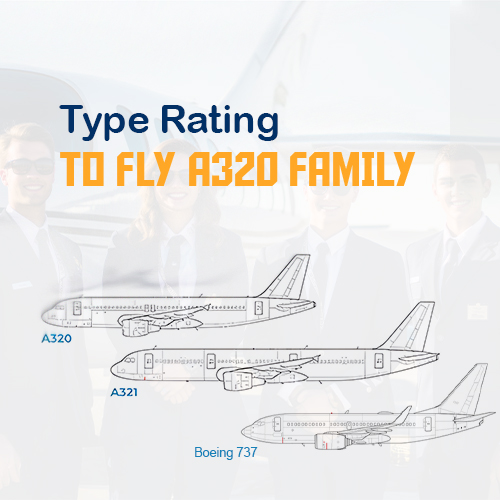 Type Rating
TO FLY A320 FAMILY
A320
A321
Boeing 737